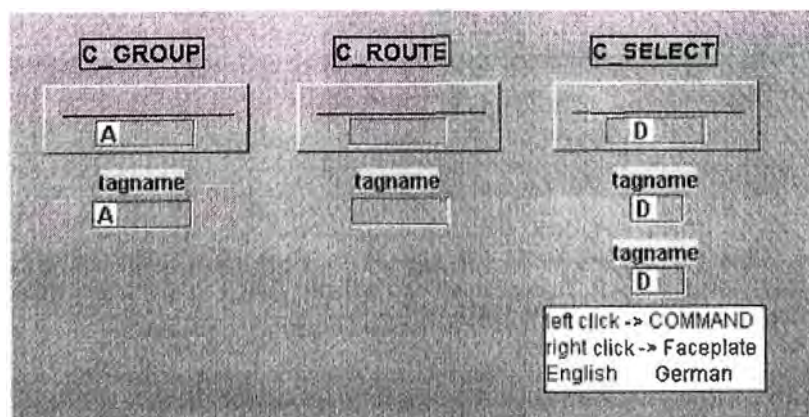 C_GROUP C_ROUTE C_SELECT
A D
tagname tagname tagname
A D
tagname
D
left click -> COMMAND
right click -> Faceplate
English German